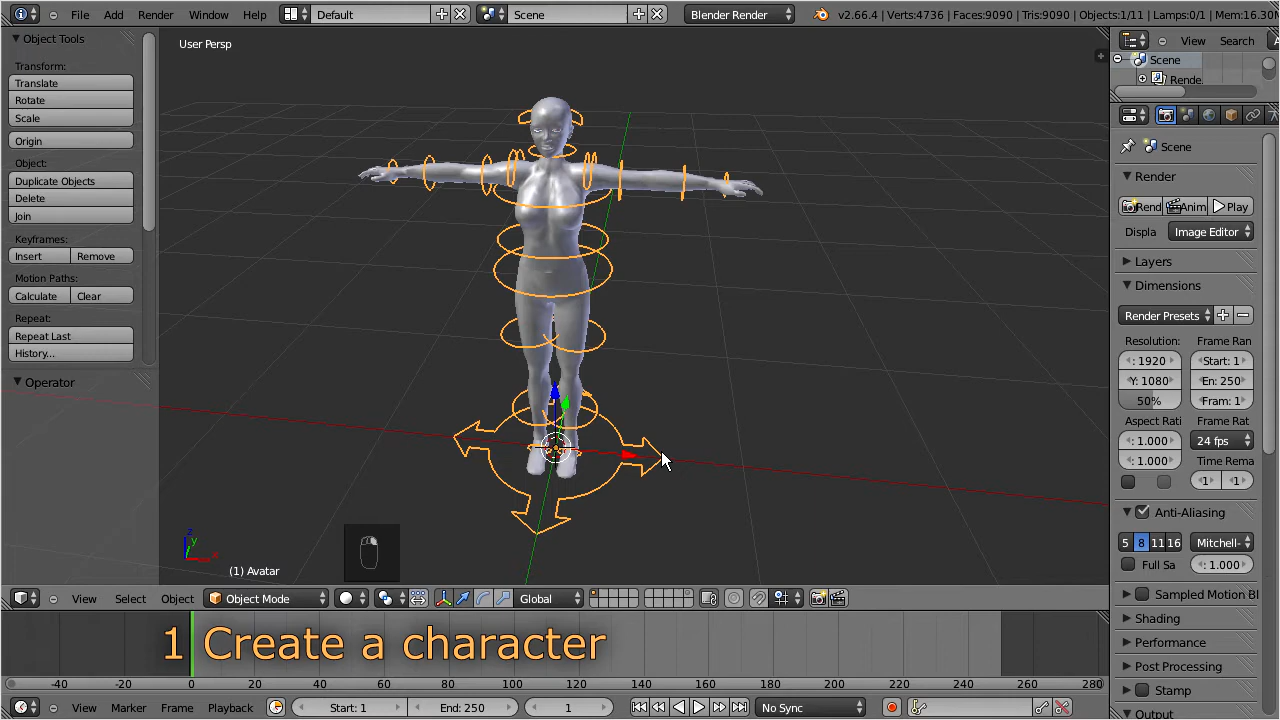 File Add Render Window Help Default Scene Blender Render v2.66.4 | Verts:4736 | Faces:9090 | Tris:9090 | Objects:1/11 | Lamps:0/1 | Mem:16.30
Object Tools
Transform:
Translate
Rotate
Scale
Origin
Object:
Duplicate Objects
Delete
Join
Keyframes:
Insert Remove
Motion Paths:
Calculate Clear
Repeat:
Repeat Last
History...
Operator
User Persp
z
y
x
(1) Avatar
View Search
Scene
Rende
Scene
Render
Rend Anim Play
Displa Image Editor
Layers
Dimensions
Render Presets
Resolution: Frame Ran
: 1920 Start: 1
Y: 1080 En: 250
50% Fram: 1
Aspect Rati Frame Rat
: 1.000 24 fps
: 1.000 Time Rema
1 1
Anti-Aliasing
5 8 11 16 Mitchell-
Full Sa : 1.000
Sampled Motion Bl
Shading
Performance
Post Processing
Stamp
Output
View Select Object Object Mode Global
1 Create a character
-40 -20 0 20 40 60 80 100 120 140 160 180 200 220 240 260 280
View Marker Frame Playback Start: 1 End: 250 1 No Sync